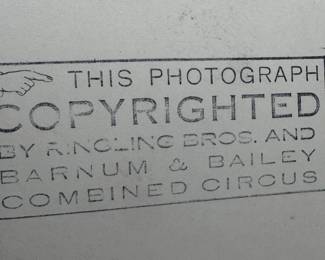 THIS PHOTOGRAPH
COPYRIGHTED
BY RINGLING BROS. AND
BARNUM & BAILEY
COMBINED CIRCUS